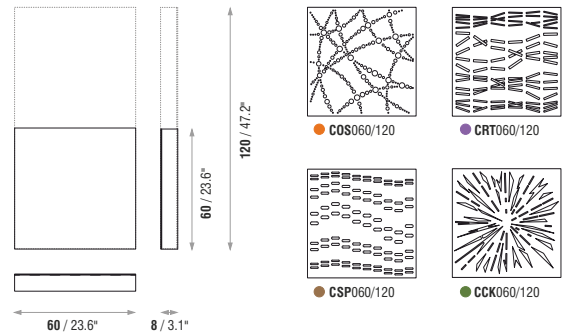 120 / 47.2"
60 / 23.6"
60 / 23.6"
8 / 3.1"
COS060/120
CRT060/120
CSP060/120
CCK060/120